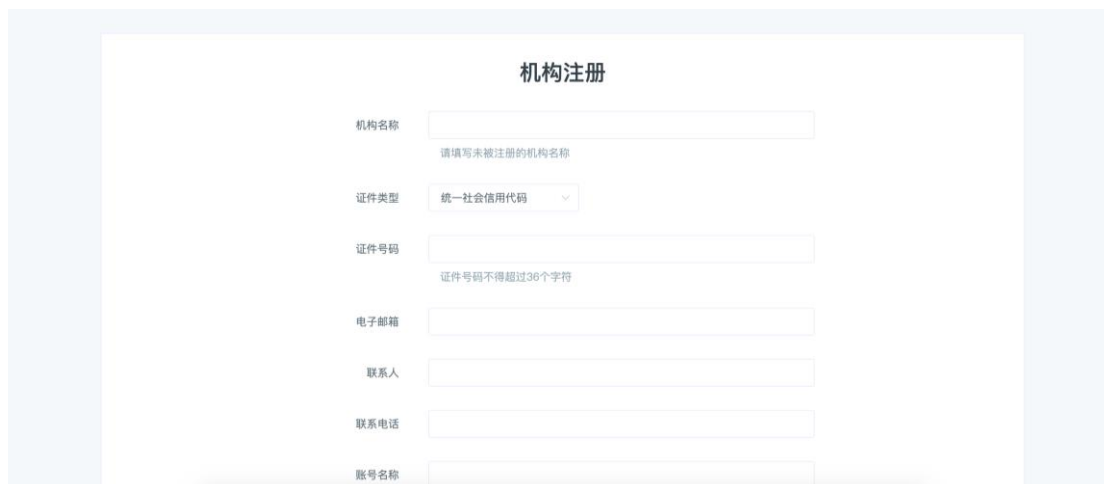 机构注册
机构名称
请填写未被注册的机构名称
证件类型 统一社会信用代码
证件号码
证件号码不得超过36个字符
电子邮箱
联系人
联系电话
账号名称